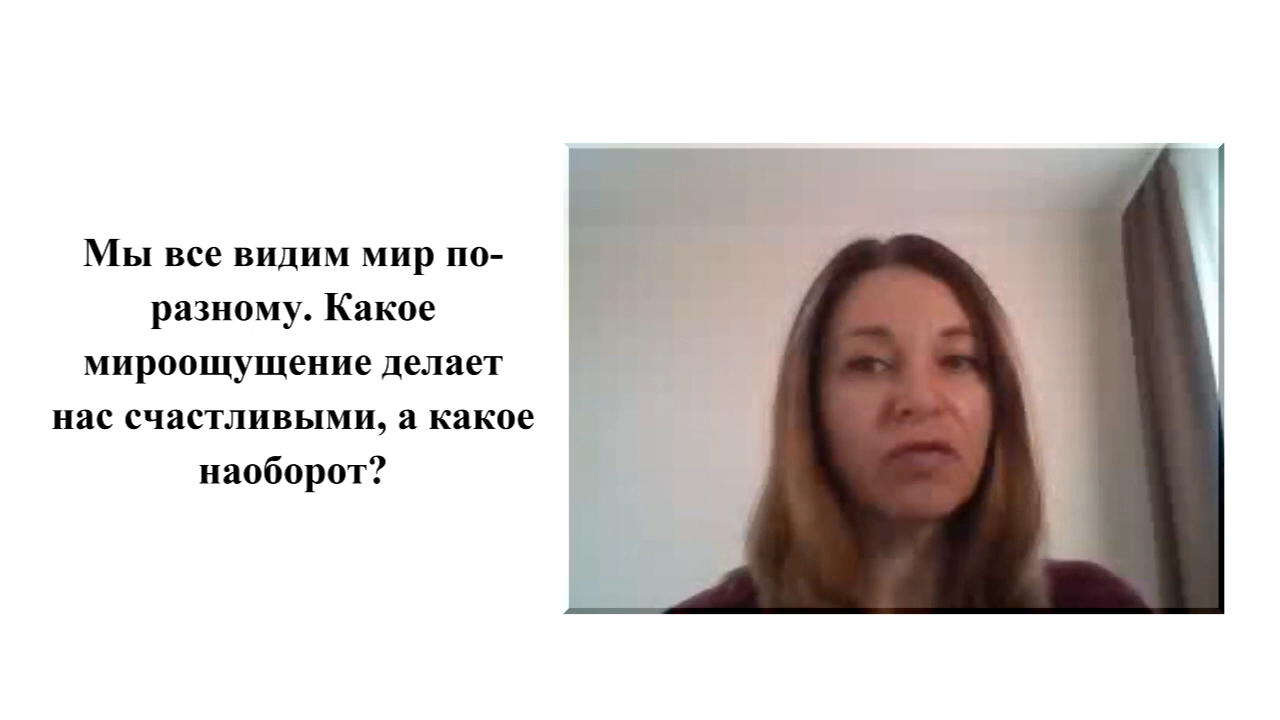 Мы все видим мир по-
разному. Какое
мироощущение делает
нас счастливыми, а какое
наоборот?